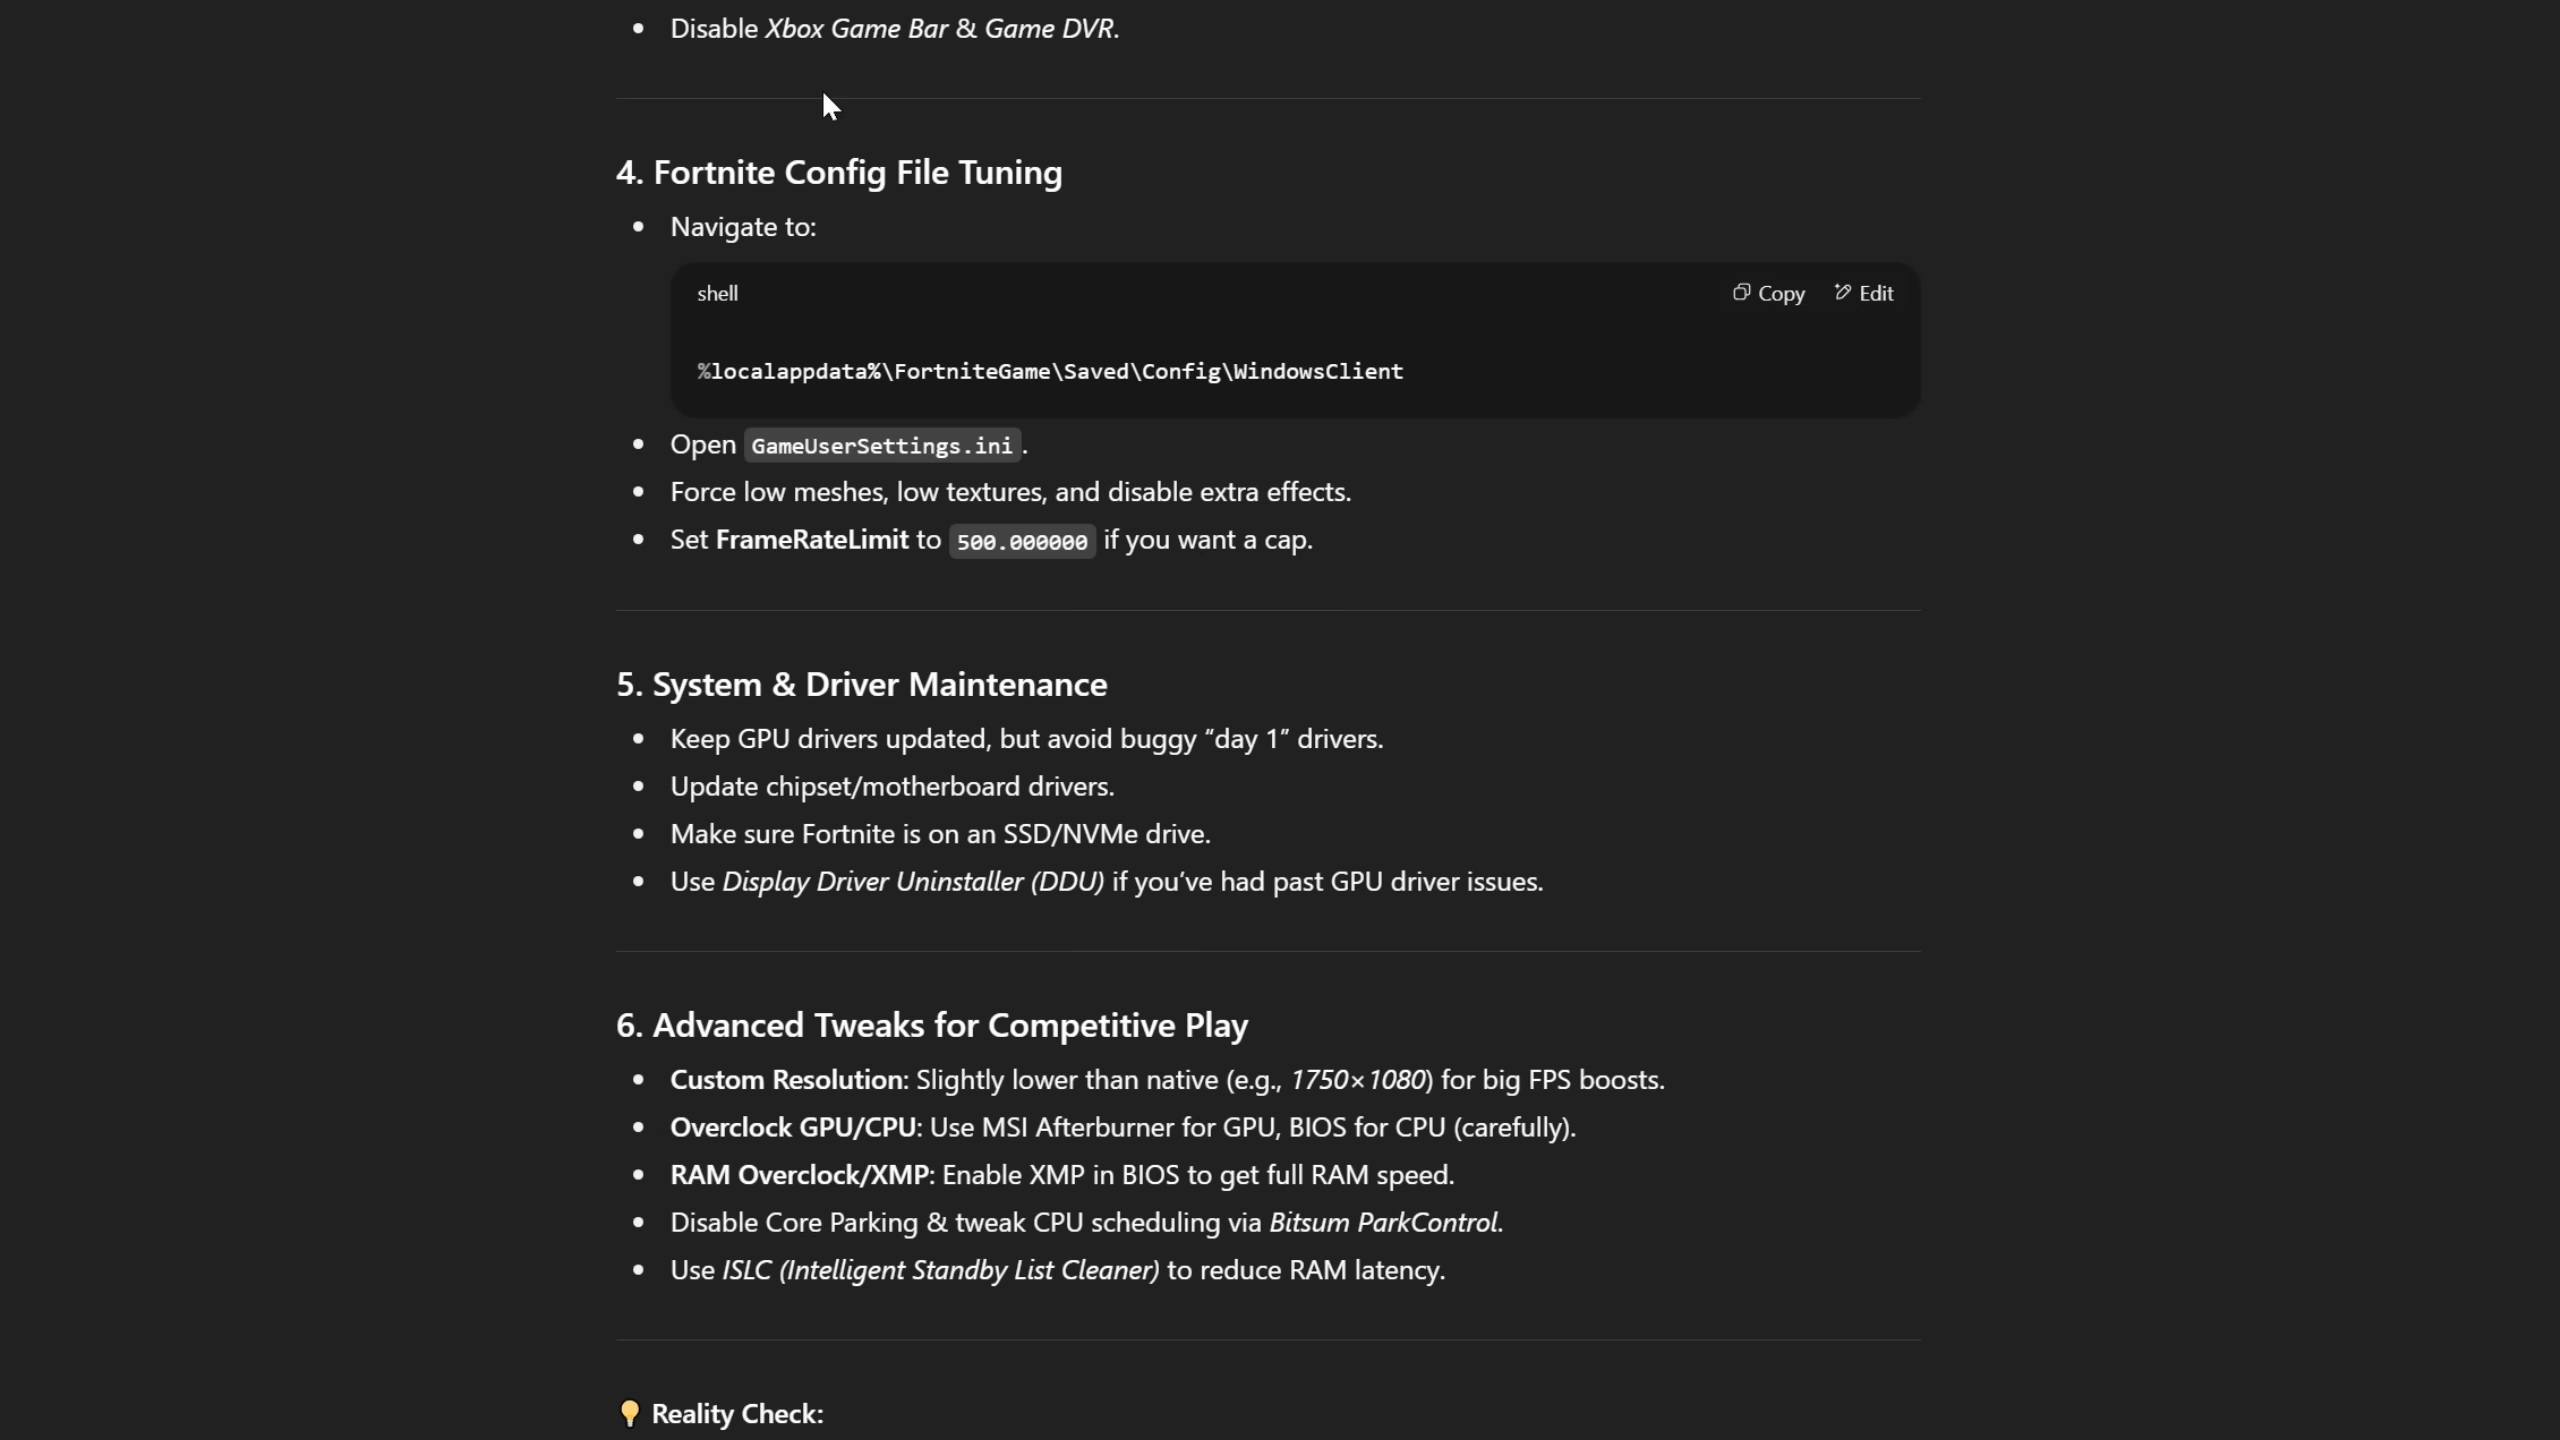 Disable Xbox Game Bar & Game DVR.
4. Fortnite Config File Tuning
Navigate to:
shell
Copy
Edit
%localappdata%\FortniteGame\Saved\Config\WindowsClient
Open GameUserSettings.ini.
Force low meshes, low textures, and disable extra effects.
Set FrameRateLimit to 500.000000 if you want a cap.
5. System & Driver Maintenance
Keep GPU drivers updated, but avoid buggy “day 1” drivers.
Update chipset/motherboard drivers.
Make sure Fortnite is on an SSD/NVMe drive.
Use Display Driver Uninstaller (DDU) if you’ve had past GPU driver issues.
6. Advanced Tweaks for Competitive Play
Custom Resolution: Slightly lower than native (e.g., 1750×1080) for big FPS boosts.
Overclock GPU/CPU: Use MSI Afterburner for GPU, BIOS for CPU (carefully).
RAM Overclock/XMP: Enable XMP in BIOS to get full RAM speed.
Disable Core Parking & tweak CPU scheduling via Bitsum ParkControl.
Use ISLC (Intelligent Standby List Cleaner) to reduce RAM latency.
💡 Reality Check: